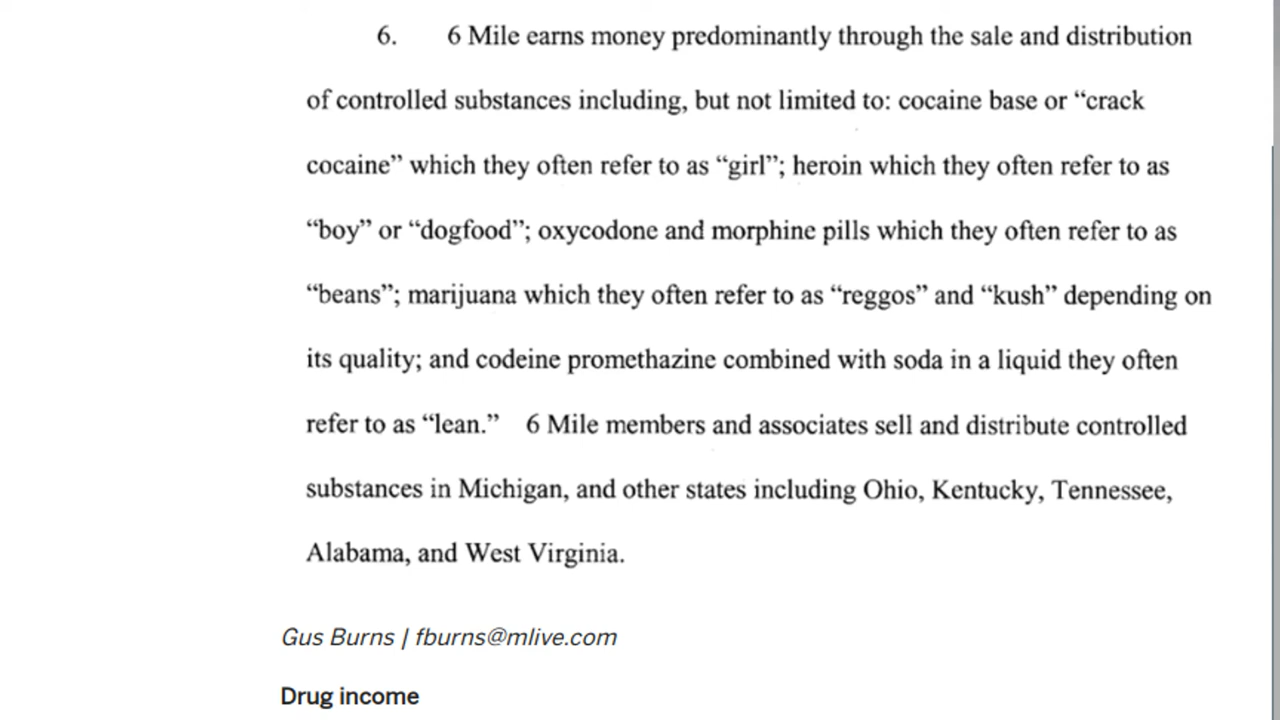 6. 6 Mile earns money predominantly through the sale and distribution
of controlled substances including, but not limited to: cocaine base or “crack
cocaine” which they often refer to as “girl”; heroin which they often refer to as
“boy” or “dogfood”; oxycodone and morphine pills which they often refer to as
“beans”; marijuana which they often refer to as “reggos” and “kush” depending on
its quality; and codeine promethazine combined with soda in a liquid they often
refer to as “lean.” 6 Mile members and associates sell and distribute controlled
substances in Michigan, and other states including Ohio, Kentucky, Tennessee,
Alabama, and West Virginia.
Gus Burns | fburns@mlive.com
Drug income